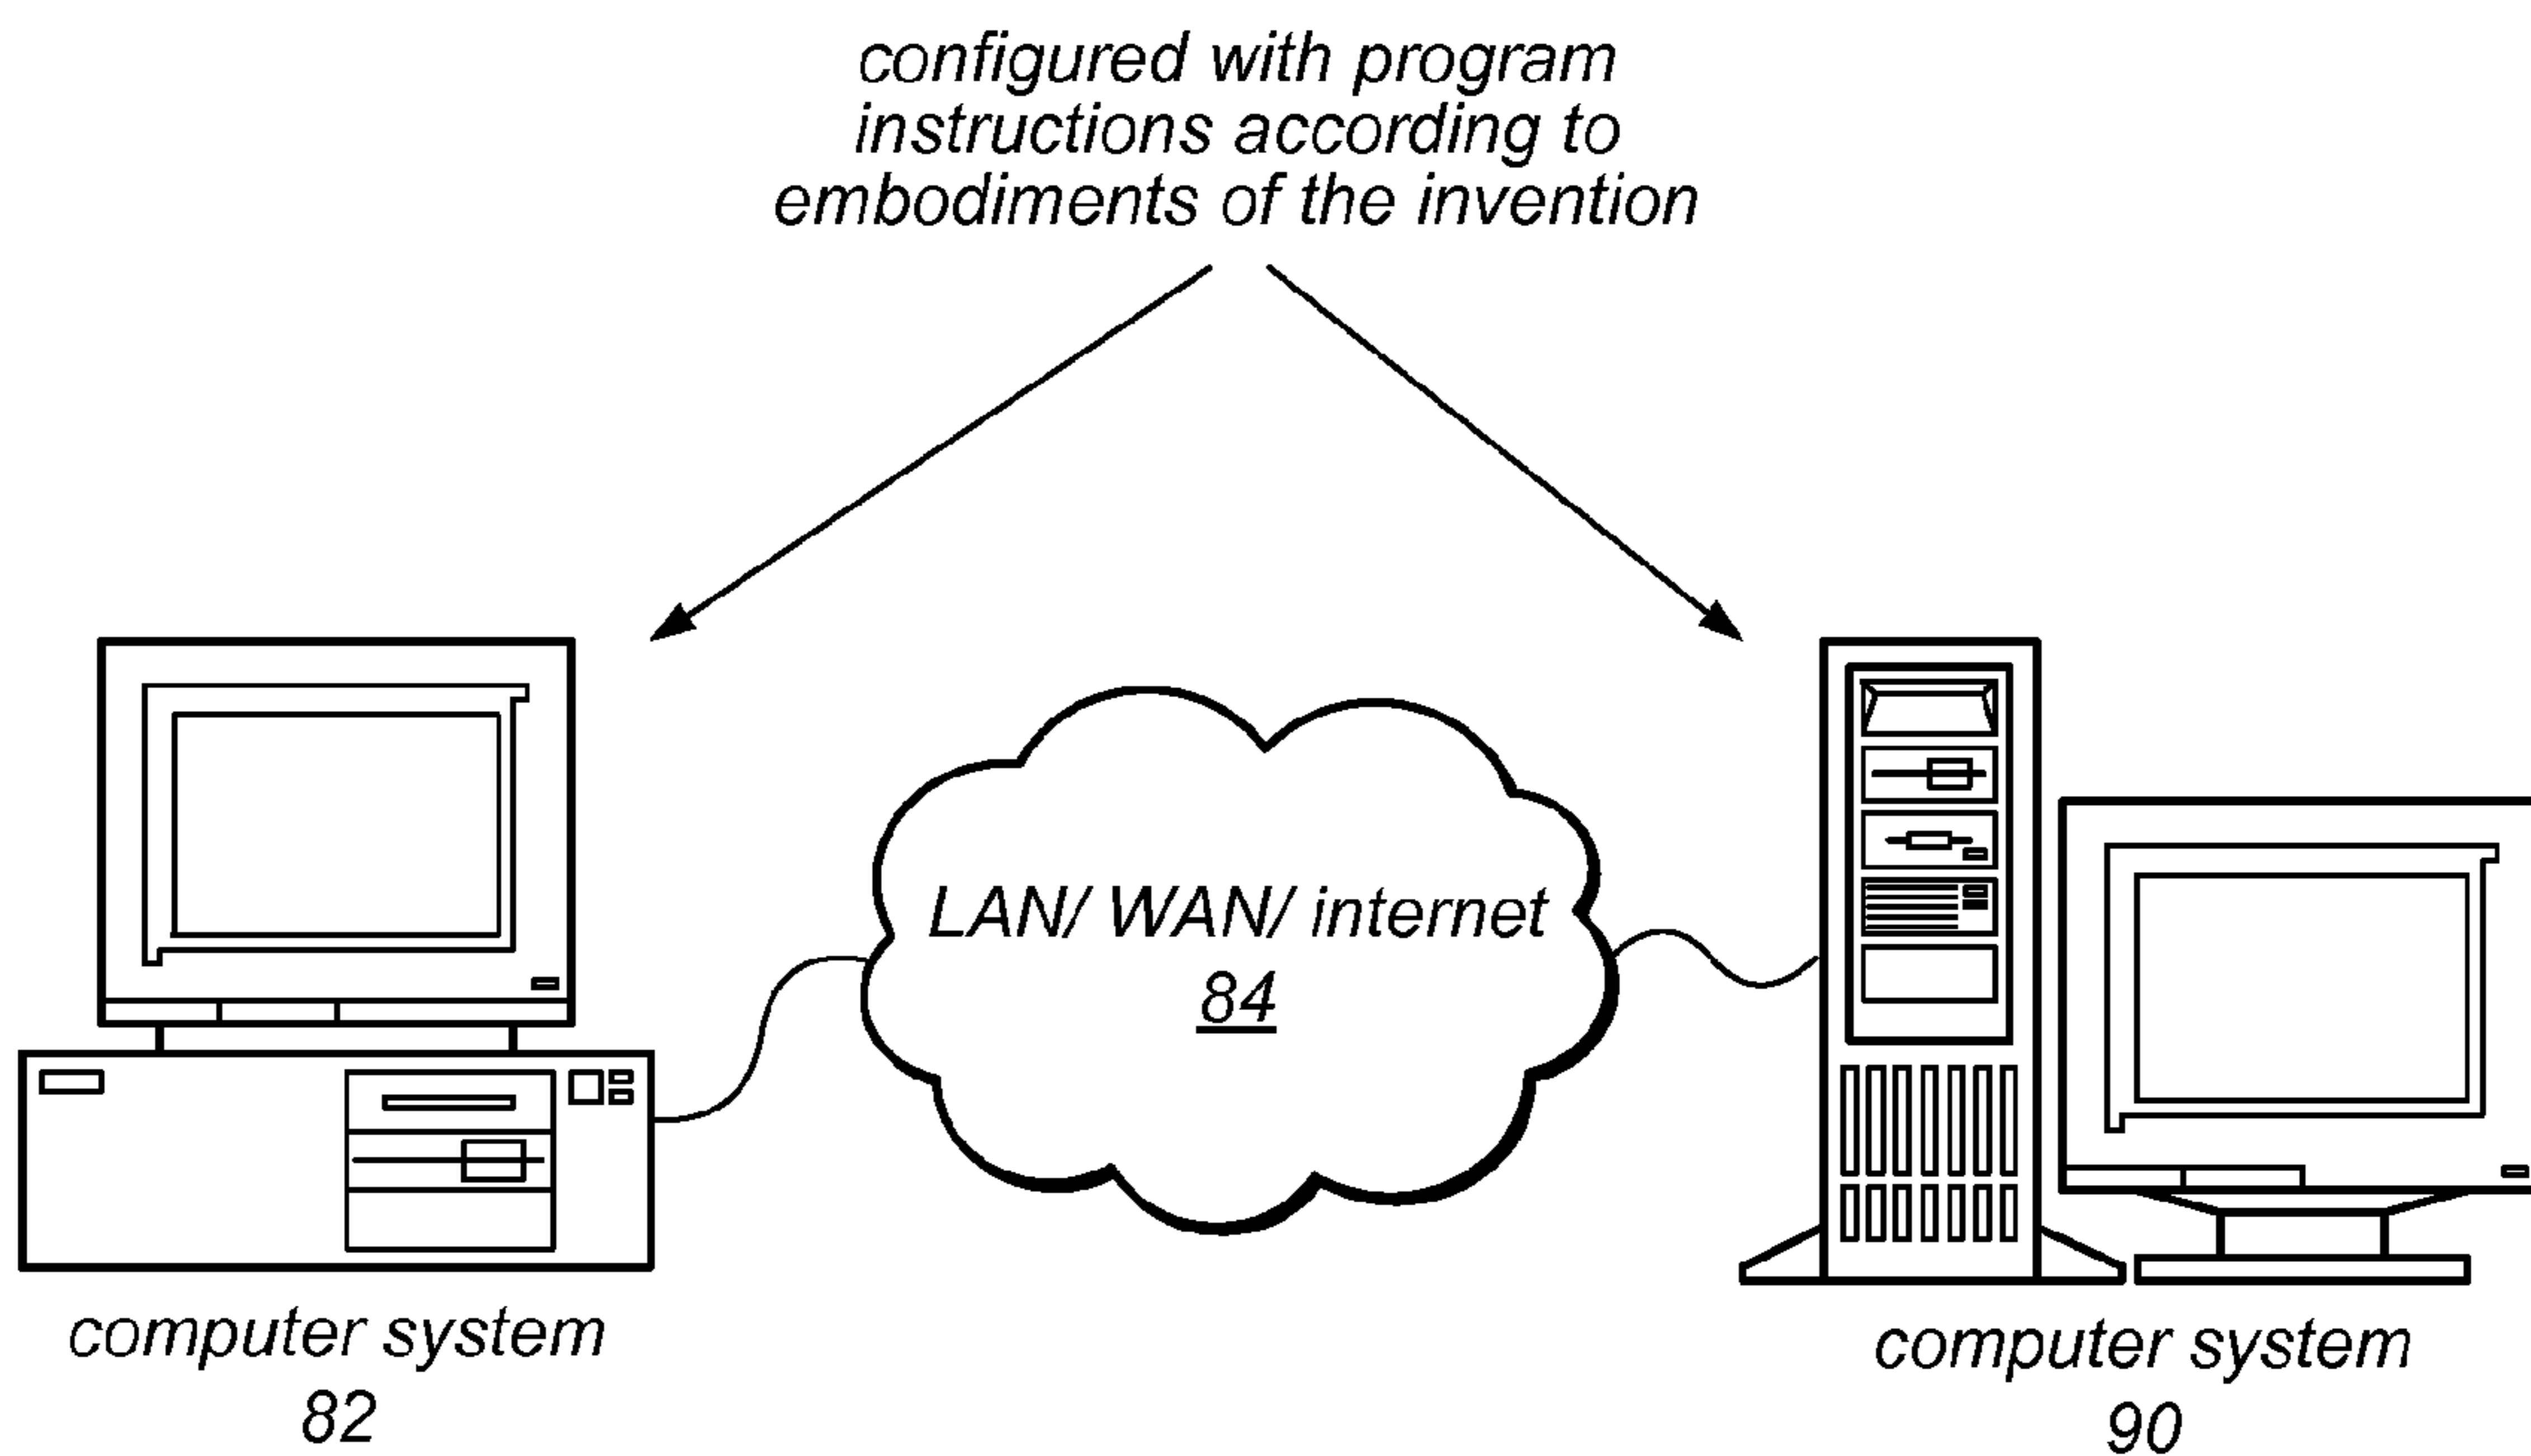 configured with program
instructions according to
embodiments of the invention
LAN/ WAN/ internet
84
computer system
82
computer system
90